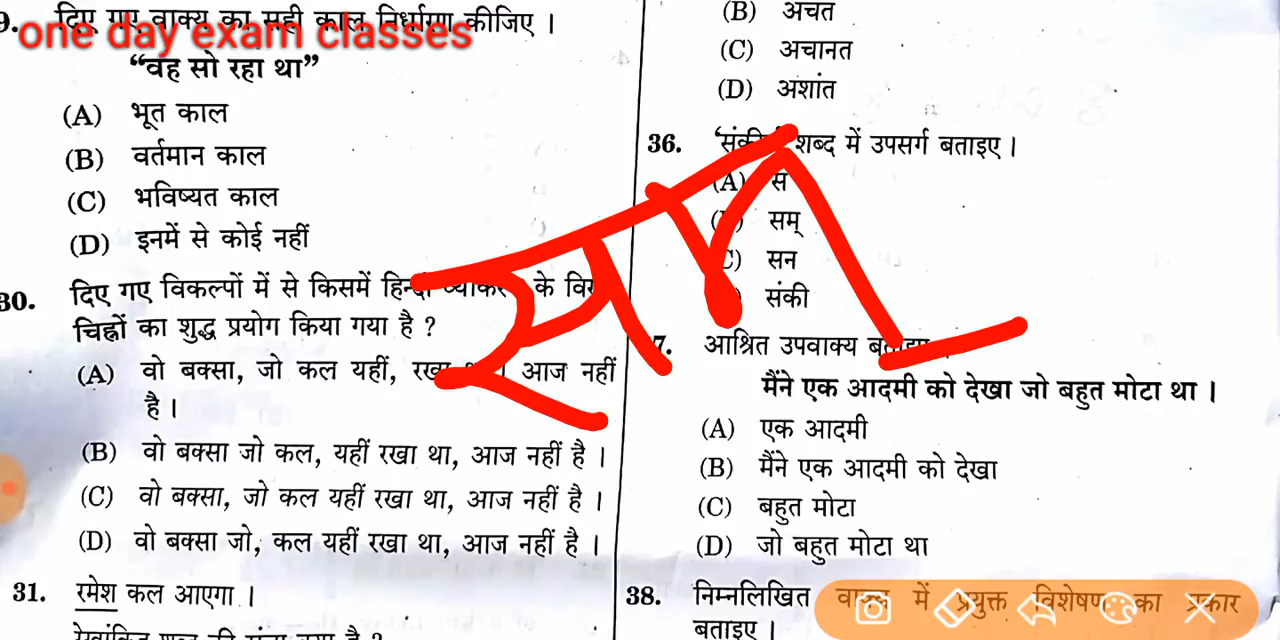 9. दिए गए वाक्य का सही काल निर्धारण कीजिए ।
one day exam classes
“वह सो रहा था”
(A) भूत काल
(B) वर्तमान काल
(C) भविष्यत काल
(D) इनमें से कोई नहीं
30. दिए गए विकल्पों में से किसमें हिन्दी के
चिह्नों का शुद्ध प्रयोग किया गया है ?
(A) वो बक्सा, जो कल यहीं, आज नहीं
है ।
(B) वो बक्सा जो कल, यहीं रखा था, आज नहीं है ।
(C) वो बक्सा, जो कल यहीं रखा था, आज नहीं है ।
(D) वो बक्सा जो, कल यहीं रखा था, आज नहीं है ।
31. रमेश कल आएगा ।
(B) अचत
(C) अचानत
(D) अशांत
36. शब्द में उपसर्ग बताइए ।
(A) स
सम्
सन
संकी
7. आश्रित उपवाक्य
मैंने एक आदमी को देखा जो बहुत मोटा था ।
(A) एक आदमी
(B) मैंने एक आदमी को देखा
(C) बहुत मोटा
(D) जो बहुत मोटा था
38. निम्नलिखित वाक्य में प्रयुक्त विशेषण का प्रकार
बताइए ।